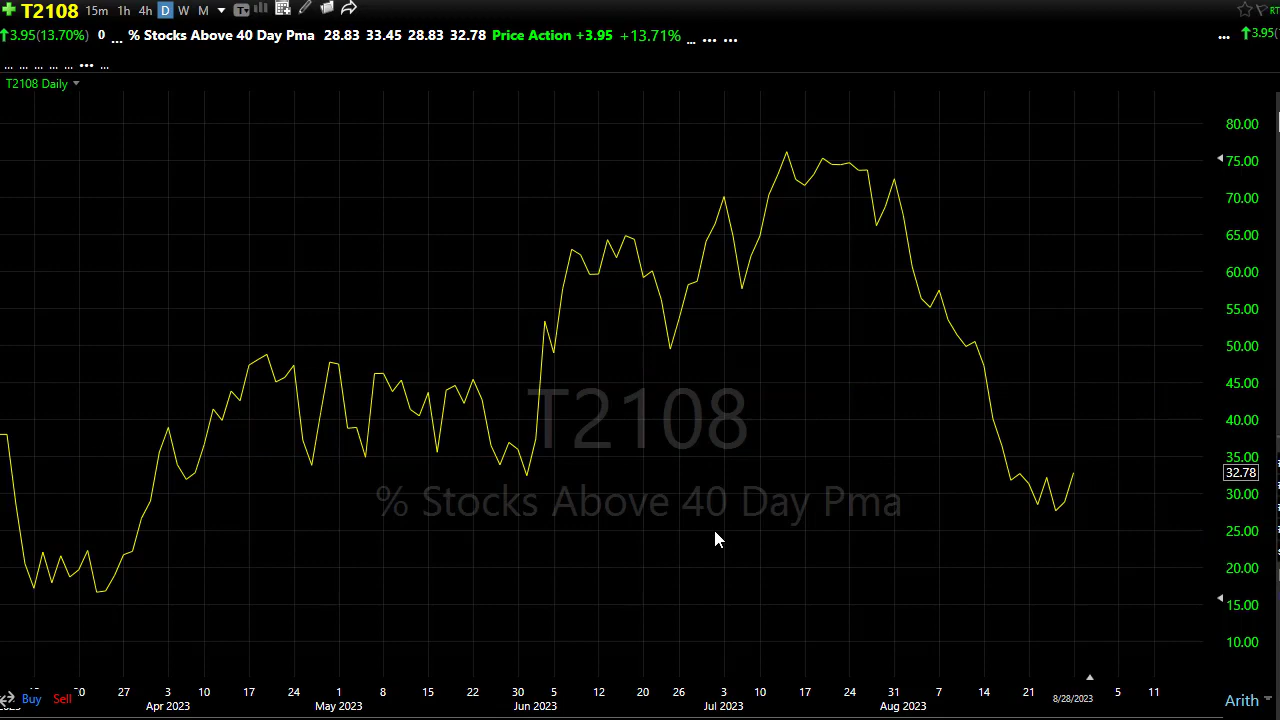 T2108 15m 1h 4h D W M
3.95(13.70%) 0 ... % Stocks Above 40 Day Pma 28.83 33.45 28.83 32.78 Price Action +3.95 +13.71% ... ... ... ... 3.95(
... ... ... ... ... ... ...
T2108 Daily
80.00
75.00
70.00
65.00
60.00
55.00
50.00
45.00
40.00
35.00
32.78
30.00
25.00
20.00
15.00
10.00
T2108
% Stocks Above 40 Day Pma
27 3 10 17 24 1 8 15 22 30 5 12 20 26 3 10 17 24 31 7 14 21 8/28/2023 5 11
Buy Sell
Apr 2023 May 2023 Jun 2023 Jul 2023 Aug 2023
Arith